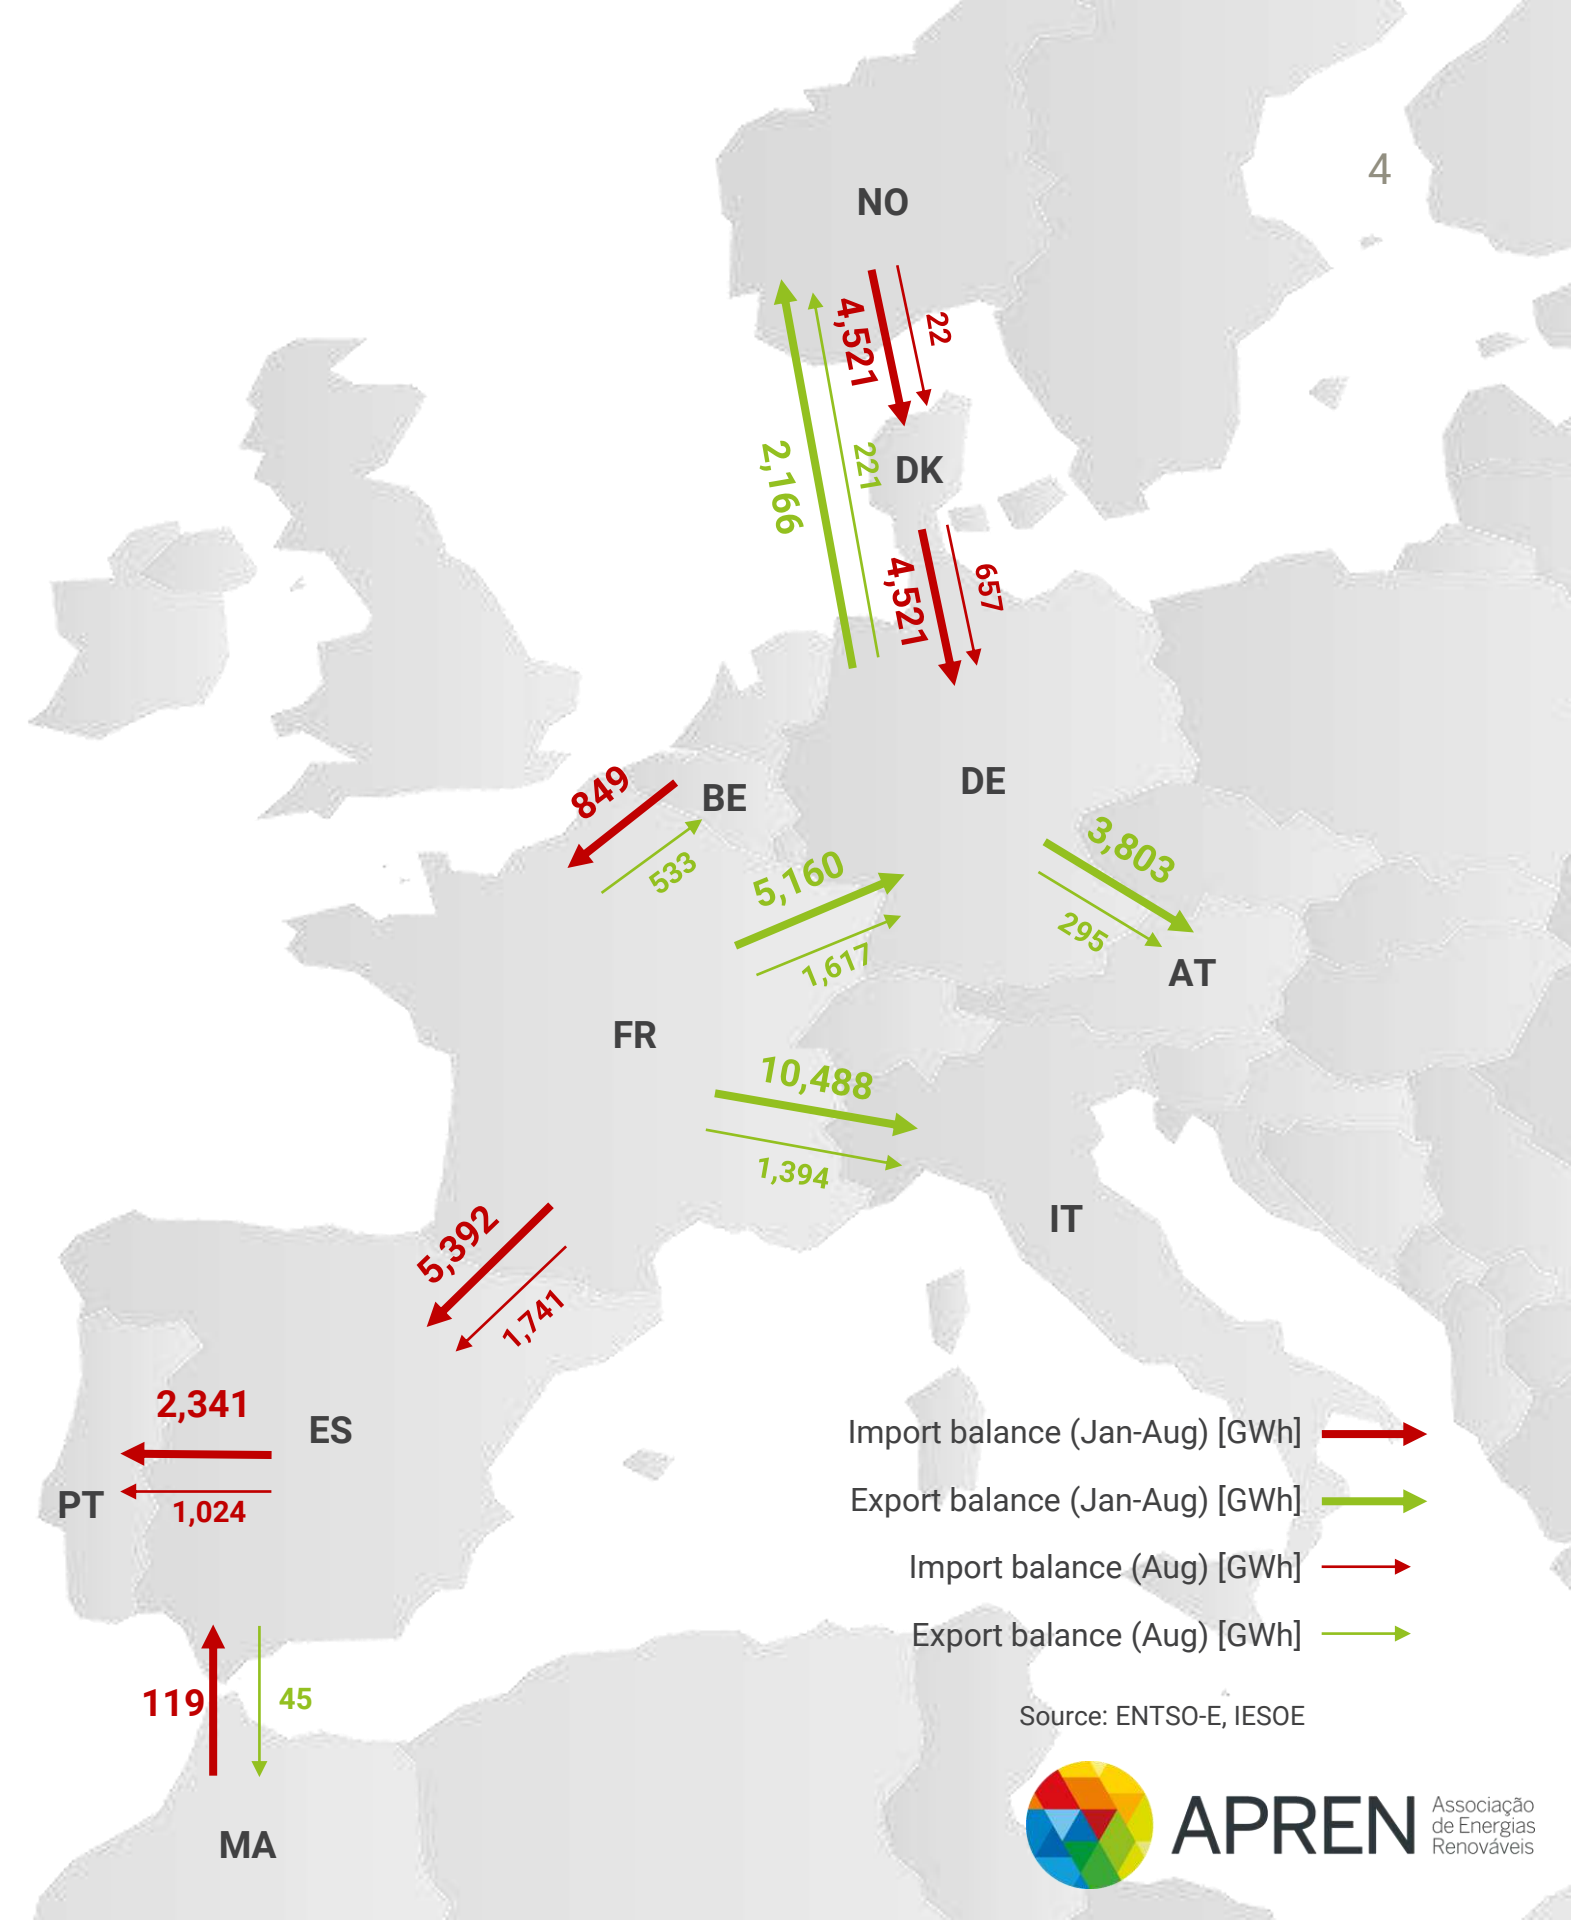 4
NO
4,521
22
2,166
221
DK
4,521
657
DE
849
BE
533
5,160
1,617
3,803
295
AT
FR
10,488
1,394
IT
5,392
1,741
2,341
ES
PT
1,024
119
45
MA
Import balance (Jan-Aug) [GWh]
Export balance (Jan-Aug) [GWh]
Import balance (Aug) [GWh]
Export balance (Aug) [GWh]
Source: ENTSO-E, IESOE
APREN
Associação
de Energias
Renováveis